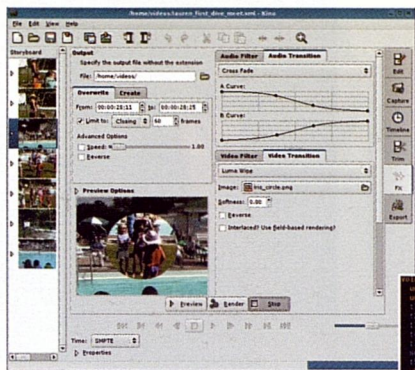 /home/videos/lauren_first_dive_meet.xml - Kino
File Edit View Help
Storyboard
Output
Specify the output file without the extension
File: /home/videos/
Overwrite Create
From: 00:00:20:11 to: 00:00:28:25
Limit to: Closing 60 frames
Advanced Options
Speed: 1.00
Reverse
Preview Options
Preview Render Stop
Time: SMPTE
Properties
Audio Filter Audio Transition
Cross Fade
A Curve:
B Curve:
Video Filter Video Transition
Luma Wipe
Image: iris_circle.png
Softness: 0.00
Reverse
Interlaced? Use field-based rendering?
Edit
Capture
Timeline
Trim
FX
Export